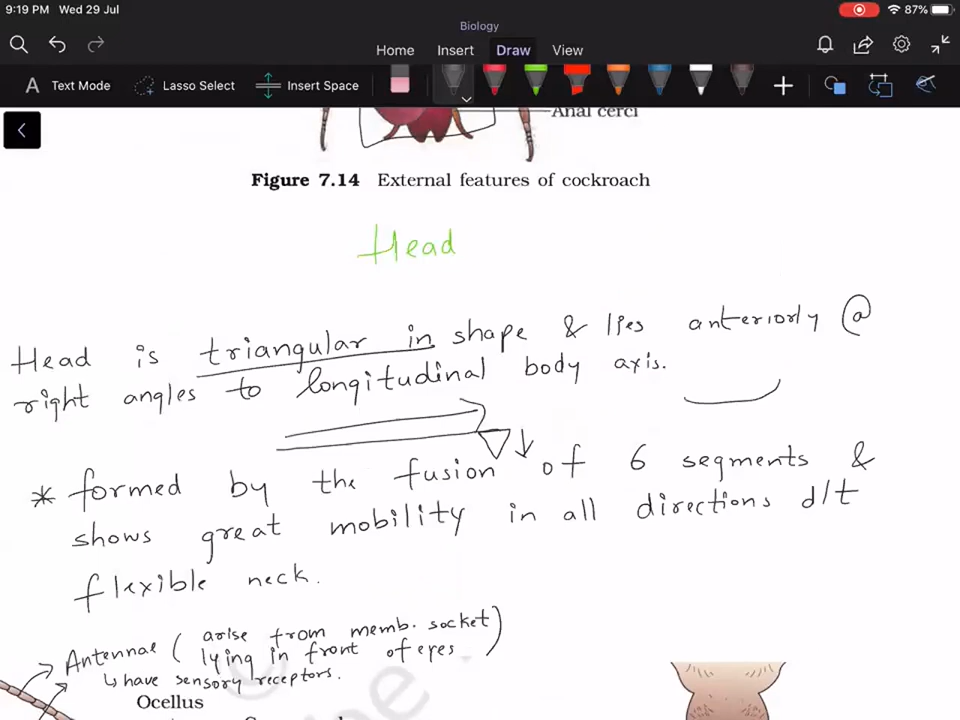 9:19 PM Wed 29 Jul
87%
Biology
Home Insert Draw View
A Text Mode Lasso Select Insert Space
Anal cerci
Figure 7.14 External features of cockroach
Head
Head is triangular in shape & lies anteriorly @
right angles to longitudinal body axis.
* formed by the fusion of 6 segments &
shows great mobility in all directions d/t
flexible neck.
Antennae ( arise from memb. socket
lying in front of eyes )
↳ have sensory receptors.
Ocellus